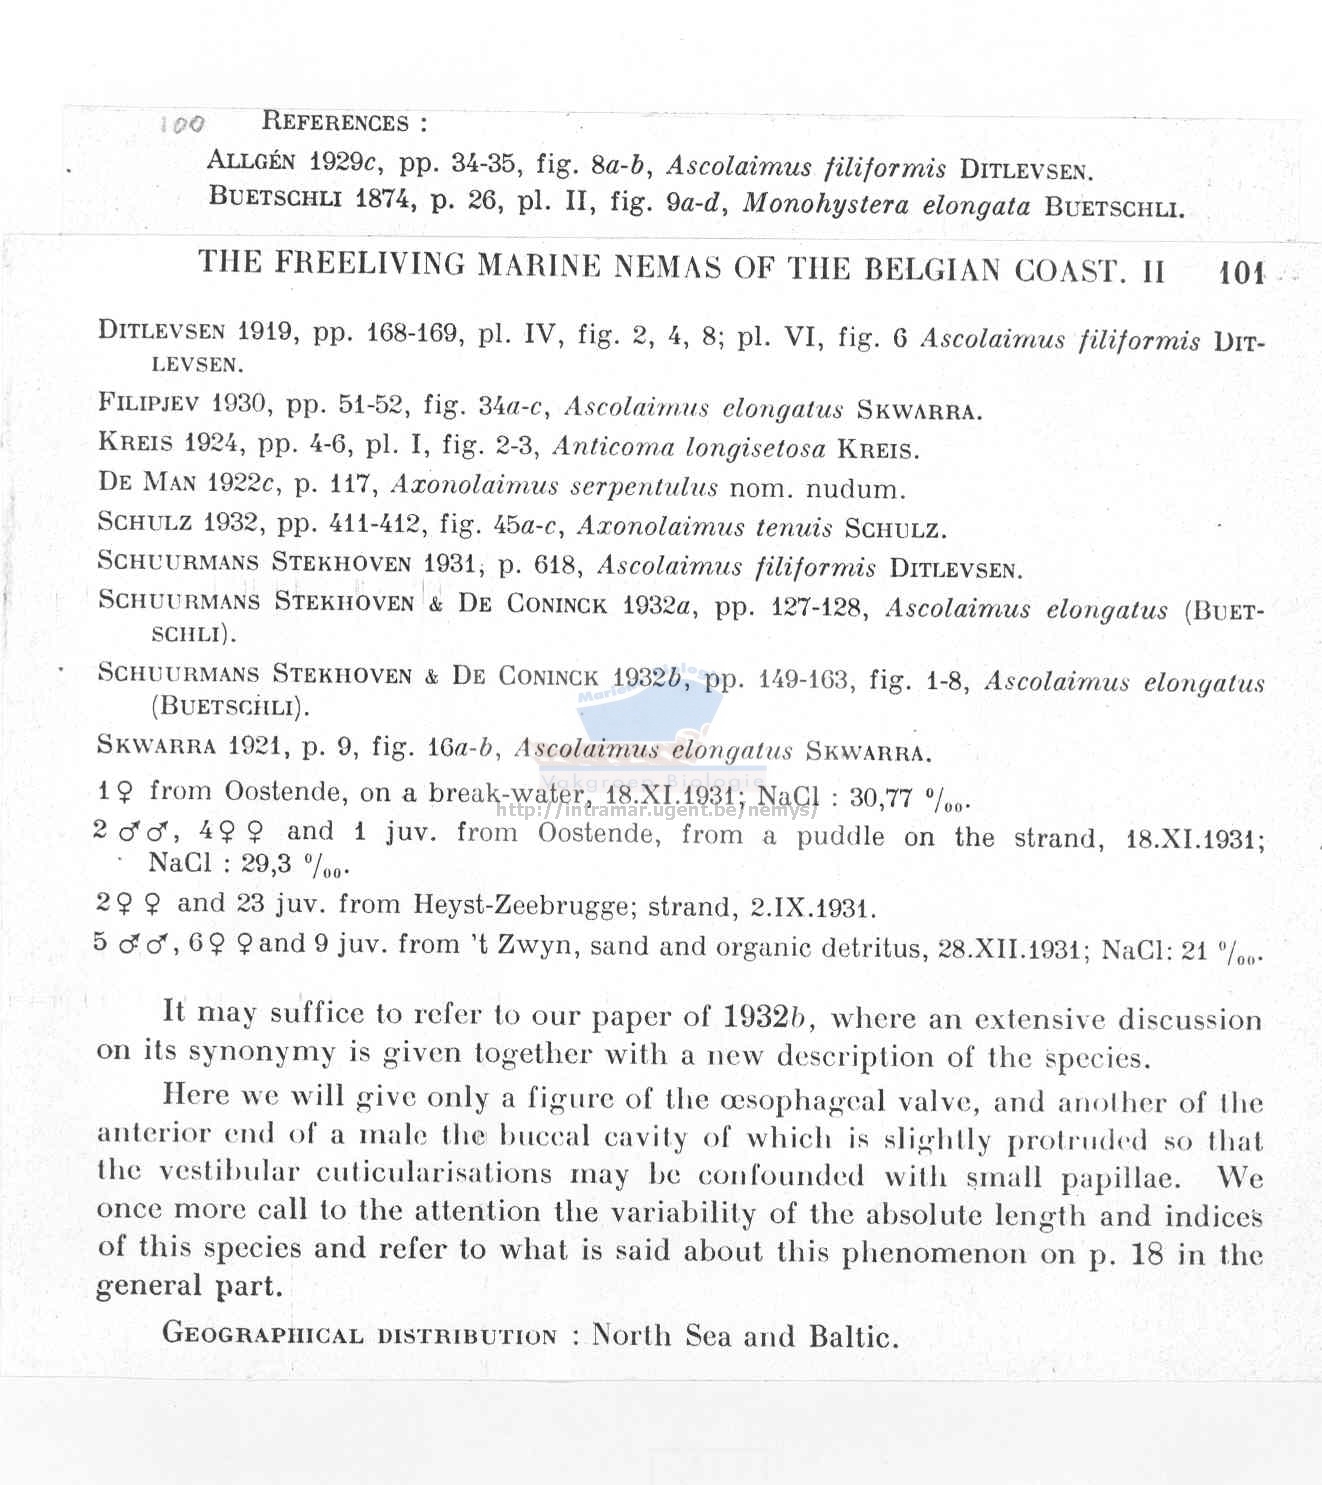 100 REFERENCES :
ALLGÉN 1929c, pp. 34-35, fig. 8a-b, Ascolaimus filiformis DITLEVSEN.
BUETSCHLI 1874, p. 26, pl. II, fig. 9a-d, Monohystera elongata BUETSCHLI.
THE FREELIVING MARINE NEMAS OF THE BELGIAN COAST. II 101
DITLEVSEN 1919, pp. 168-169, pl. IV, fig. 2, 4, 8; pl. VI, fig. 6 Ascolaimus filiformis DIT-
LEVSEN.
FILIPJEV 1930, pp. 51-52, fig. 34a-c, Ascolaimus elongatus SKWARRA.
KREIS 1924, pp. 4-6, pl. I, fig. 2-3, Anticoma longisetosa KREIS.
DE MAN 1922c, p. 117, Axonolaimus serpentulus nom. nudum.
SCHULZ 1932, pp. 411-412, fig. 45a-c, Axonolaimus tenuis SCHULZ.
SCHUURMANS STEKHOVEN 1931, p. 618, Ascolaimus filiformis DITLEVSEN.
SCHUURMANS STEKHOVEN & DE CONINCK 1932a, pp. 127-128, Ascolaimus elongatus (BUET-
SCHLI).
SCHUURMANS STEKHOVEN & DE CONINCK 1932b, pp. 149-163, fig. 1-8, Ascolaimus elongatus
(BUETSCHLI).
SKWARRA 1921, p. 9, fig. 16a-b, Ascolaimus elongatus SKWARRA.
Vakgroep Biologie
1 ♀ from Oostende, on a break-water, 18.XI.1931; NaCl : 30,77 ‰.
http://intramar.ugent.be/nemys/
2 ♂♂, 4 ♀♀ and 1 juv. from Oostende, from a puddle on the strand, 18.XI.1931;
NaCl : 29,3 ‰.
2 ♀♀ and 23 juv. from Heyst-Zeebrugge; strand, 2.IX.1931.
5 ♂♂, 6 ♀♀ and 9 juv. from 't Zwyn, sand and organic detritus, 28.XII.1931; NaCl: 21 ‰.
It may suffice to refer to our paper of 1932b, where an extensive discussion
on its synonymy is given together with a new description of the species.
Here we will give only a figure of the œsophageal valve, and another of the
anterior end of a male the buccal cavity of which is slightly protruded so that
the vestibular cuticularisations may be confounded with small papillae. We
once more call to the attention the variability of the absolute length and indices
of this species and refer to what is said about this phenomenon on p. 18 in the
general part.
GEOGRAPHICAL DISTRIBUTION : North Sea and Baltic.